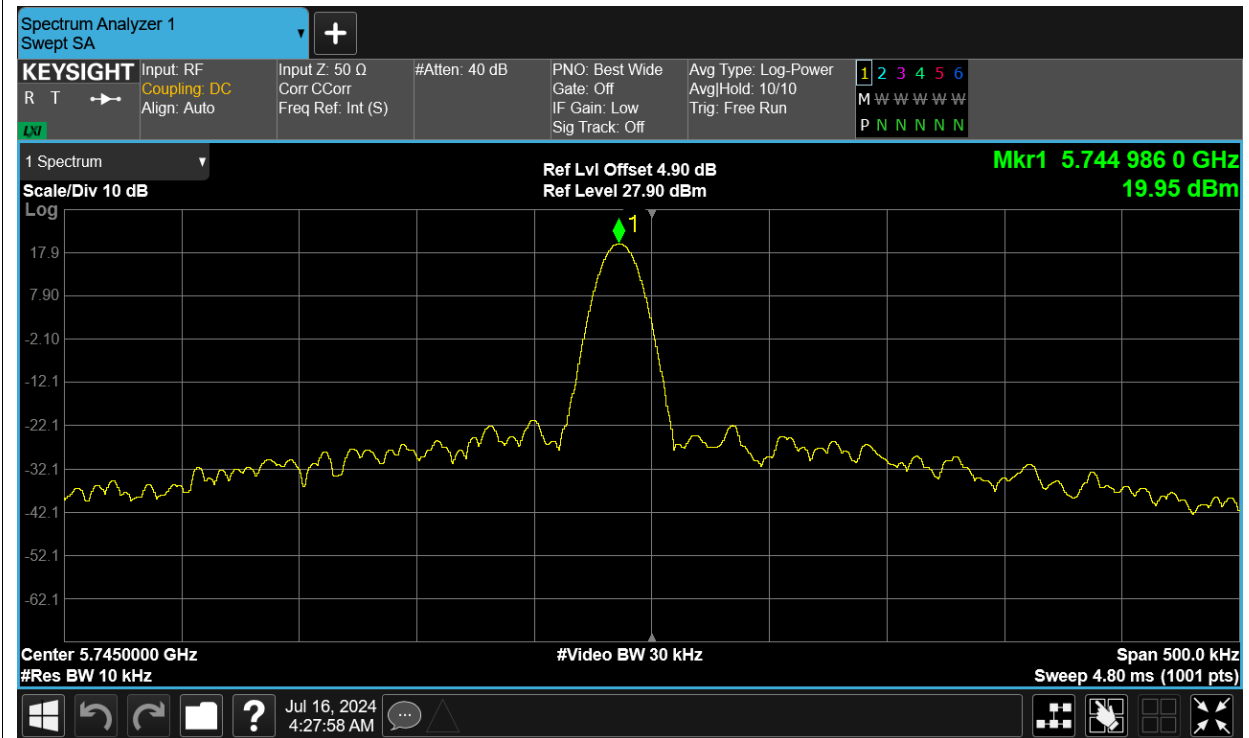 Spectrum Analyzer 1
Swept SA
KEYSIGHT
R T
LXI
Input: RF
Coupling: DC
Align: Auto
Input Z: 50 Ω
Corr CCorr
Freq Ref: Int (S)
#Atten: 40 dB
PNO: Best Wide
Gate: Off
IF Gain: Low
Sig Track: Off
Avg Type: Log-Power
Avg|Hold: 10/10
Trig: Free Run
1 2 3 4 5 6
M W W W W W
P N N N N N
1 Spectrum
Scale/Div 10 dB
Log
Ref Lvl Offset 4.90 dB
Ref Level 27.90 dBm
Mkr1 5.744 986 0 GHz
19.95 dBm
1
17.9
7.90
-2.10
-12.1
-22.1
-32.1
-42.1
-52.1
-62.1
Center 5.7450000 GHz
#Video BW 30 kHz
Span 500.0 kHz
#Res BW 10 kHz
Sweep 4.80 ms (1001 pts)
?
Jul 16, 2024
4:27:58 AM